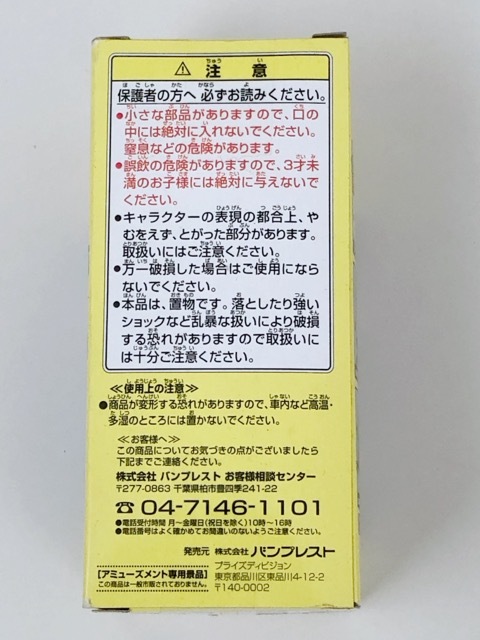 ⚠ 注意
保護者の方へ 必ずお読みください。
●小さな部品がありますので、口の
中には絶対に入れないでください。
窒息などの危険があります。
●誤飲の危険がありますので、3才未
満のお子様には絶対に与えないで
ください。
●キャラクターの表現の都合上、や
むをえず、とがった部分があります。
取扱いにはご注意ください。
●万一破損した場合はご使用になら
ないでください。
●本品は、置物です。落としたり強い
ショックなど乱暴な扱いにより破損
する恐れがありますので取扱いに
は十分ご注意ください。
≪使用上の注意≫
●商品が変形する恐れがありますので、車内など高温・
多湿のところには置かないでください。
≪お客様へ≫
この商品についてお気づきの点がございましたら
下記までご連絡ください。
株式会社 バンプレスト お客様相談センター
〒277-0863 千葉県柏市豊四季241-22
☎ 04-7146-1101
●電話受付時間 月~金曜日(祝日を除く)10時~16時
●電話番号はよく確かめてお間違いのないようご注意ください。
発売元 株式会社 バンプレスト
プライズディビジョン
東京都品川区東品川4-12-2
〒140-0002
[アミューズメント専用景品]
この商品は一般市販されておりません。